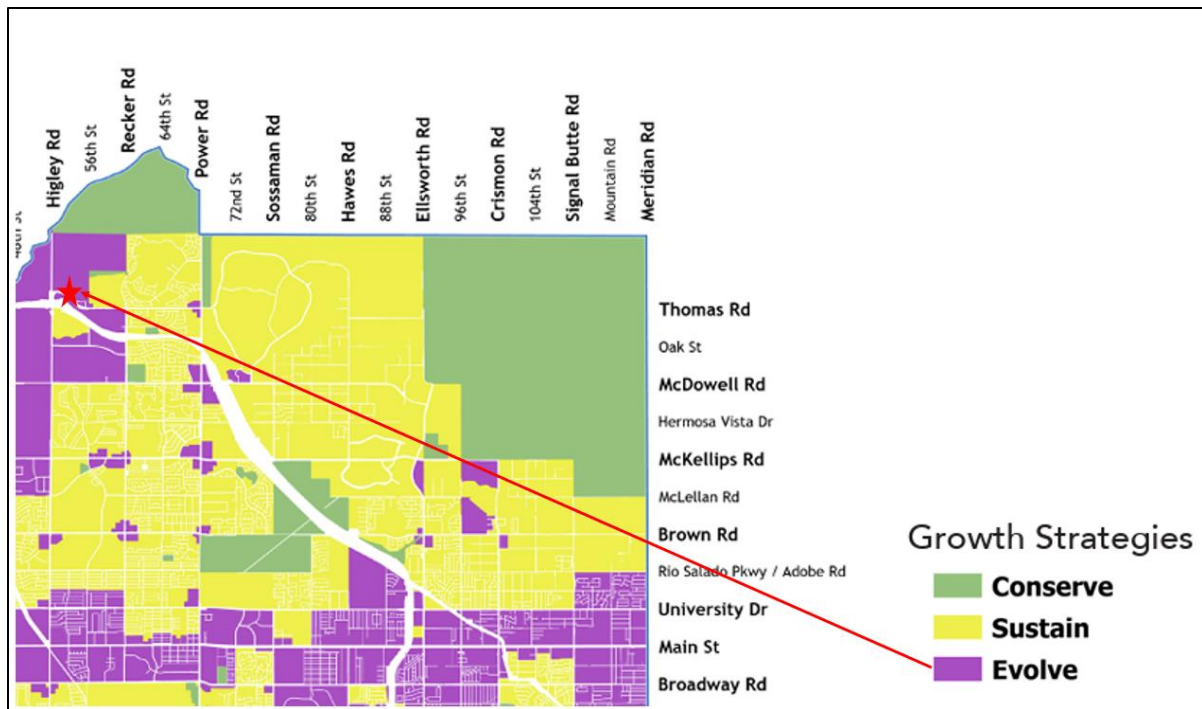 Higley Rd
56th St
Recker Rd
64th St
Power Rd
72nd St
Sossaman Rd
80th St
Hawes Rd
88th St
Ellsworth Rd
96th St
Crismon Rd
104th St
Signal Butte Rd
Mountain Rd
Meridian Rd
Thomas Rd
Oak St
McDowell Rd
Hermosa Vista Dr
McKellips Rd
McLellan Rd
Brown Rd
Rio Salado Pkwy / Adobe Rd
University Dr
Main St
Broadway Rd
Growth Strategies
Conserve
Sustain
Evolve